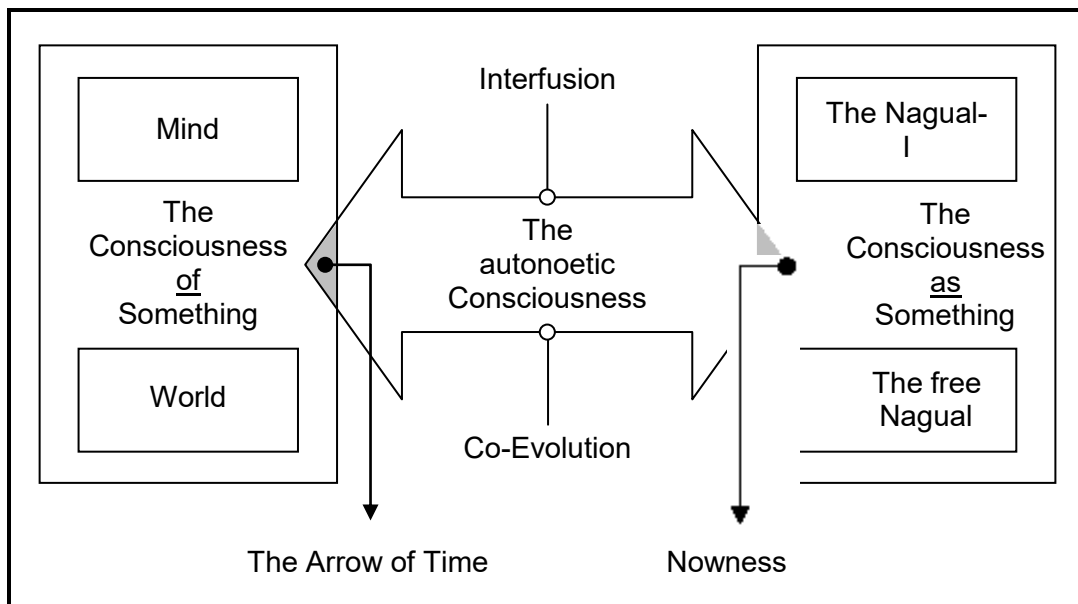 Mind
The
Consciousness
of
Something
World
Interfusion
The
autonoetic
Consciousness
Co-Evolution
The Nagual-
I
The
Consciousness
as
Something
The free
Nagual
The Arrow of Time
Nowness